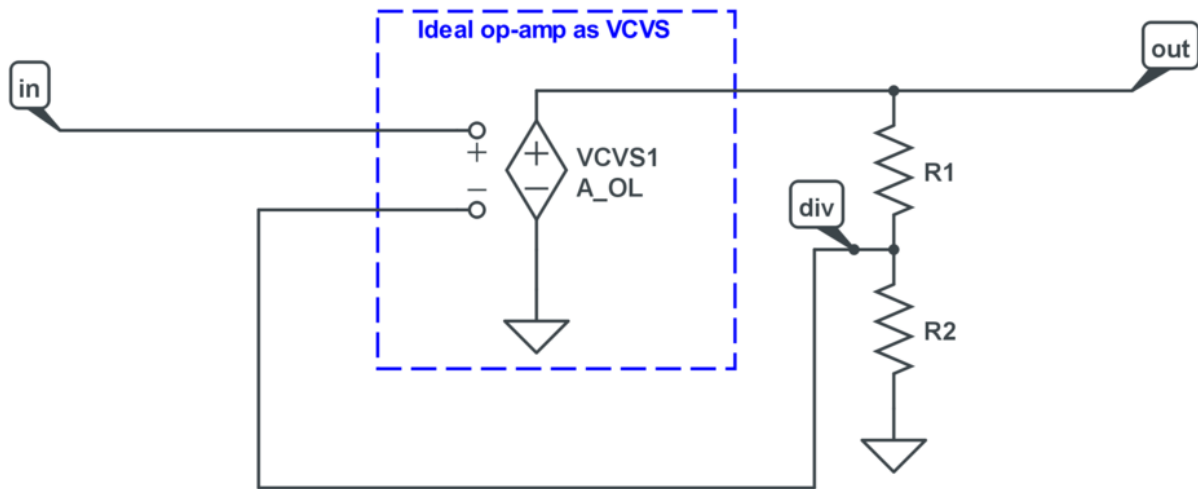 Ideal op-amp as VCVS
out
in
+
+
VCVS1
−
−
A_OL
R1
div
R2